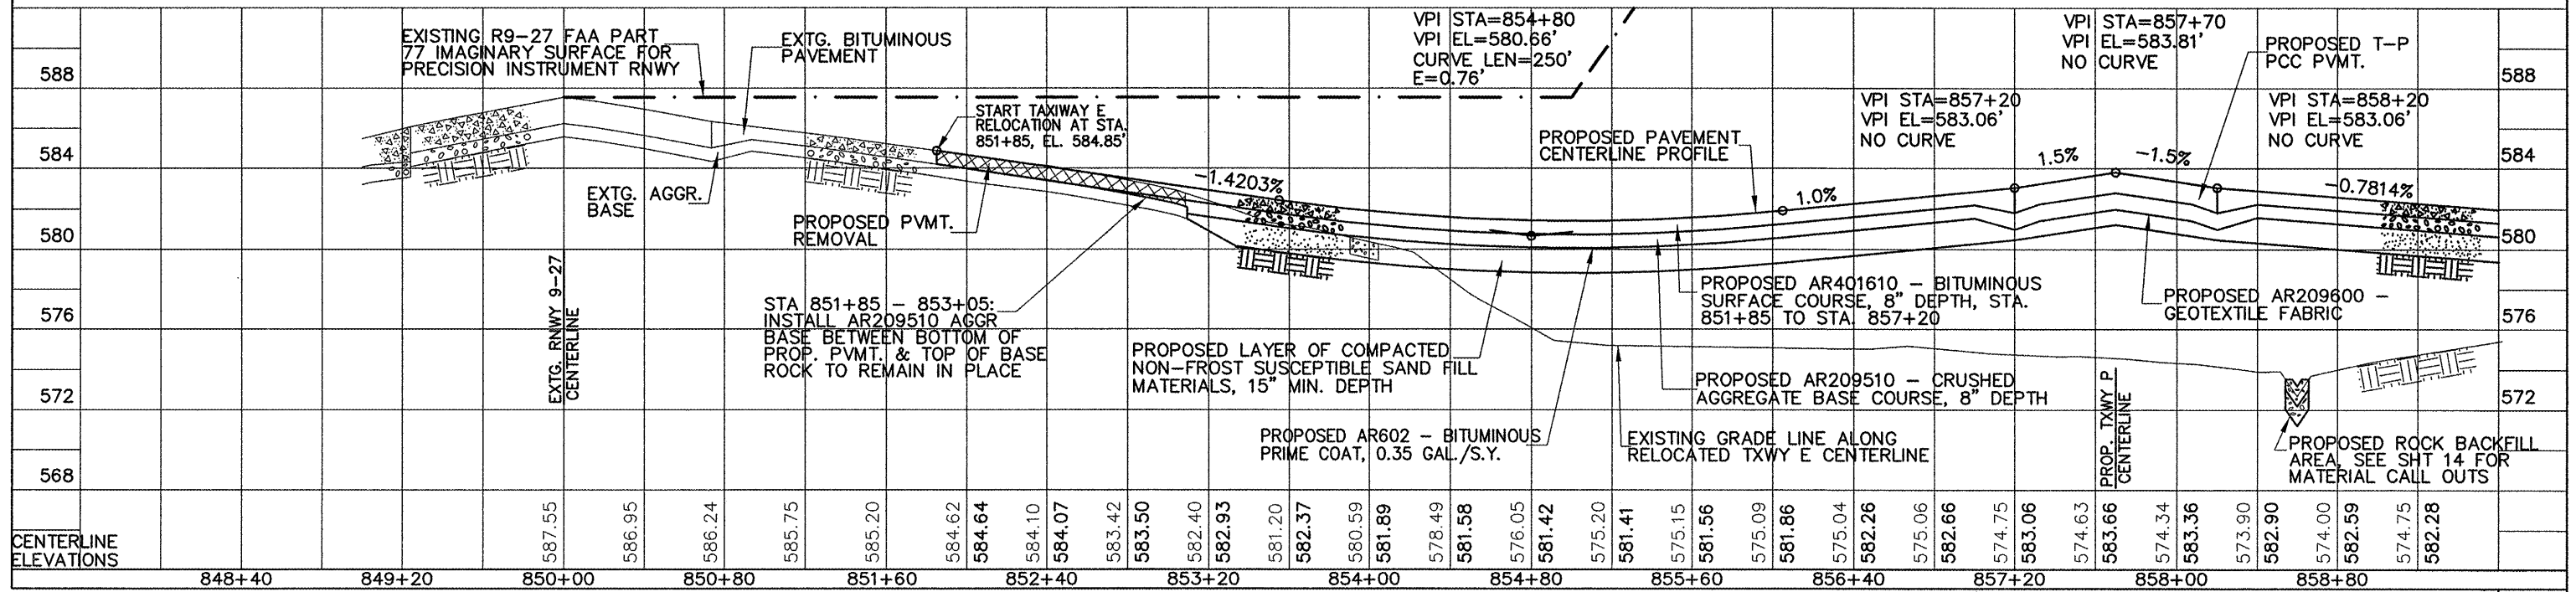 EXISTING R9-27 FAA PART
77 IMAGINARY SURFACE FOR
PRECISION INSTRUMENT RNWY
EXTG. BITUMINOUS
PAVEMENT
VPI STA=854+80
VPI EL=580.66'
CURVE LEN=250'
E=0.76'
VPI STA=857+70
VPI EL=583.81'
NO CURVE
PROPOSED T-P
PCC PVMT.
588
588
START TAXIWAY E
RELOCATION AT STA.
851+85, EL. 584.85'
VPI STA=857+20
VPI EL=583.06'
NO CURVE
VPI STA=858+20
VPI EL=583.06'
NO CURVE
PROPOSED PAVEMENT
CENTERLINE PROFILE
584
584
1.5%
-1.5%
-1.4203%
1.0%
-0.7814%
EXTG. AGGR.
BASE
PROPOSED PVMT.
REMOVAL
580
580
EXTG. RNWY 9-27
CENTERLINE
STA 851+85 - 853+05:
INSTALL AR209510 AGGR
BASE BETWEEN BOTTOM OF
PROP. PVMT. & TOP OF BASE
ROCK TO REMAIN IN PLACE
PROPOSED AR401610 - BITUMINOUS
SURFACE COURSE, 8" DEPTH, STA.
851+85 TO STA. 857+20
PROPOSED AR209600 -
GEOTEXTILE FABRIC
576
576
PROPOSED LAYER OF COMPACTED
NON-FROST SUSCEPTIBLE SAND FILL
MATERIALS, 15" MIN. DEPTH
PROPOSED AR209510 - CRUSHED
AGGREGATE BASE COURSE, 8" DEPTH
572
572
PROP. TXWY P
CENTERLINE
PROPOSED AR602 - BITUMINOUS
PRIME COAT, 0.35 GAL./S.Y.
EXISTING GRADE LINE ALONG
RELOCATED TXWY E CENTERLINE
PROPOSED ROCK BACKFILL
AREA, SEE SHT 14 FOR
MATERIAL CALL OUTS
568
568
CENTERLINE
ELEVATIONS
587.55
586.95
586.24
585.75
585.20
584.62
584.64
584.10
584.07
583.42
583.50
582.40
582.93
581.20
582.37
580.59
581.89
578.49
581.58
576.05
581.42
575.20
581.41
575.15
581.56
575.09
581.86
575.04
582.26
575.06
582.66
574.75
583.06
574.63
583.66
574.34
583.36
573.90
582.90
574.00
582.59
574.75
582.28
848+40
849+20
850+00
850+80
851+60
852+40
853+20
854+00
854+80
855+60
856+40
857+20
858+00
858+80